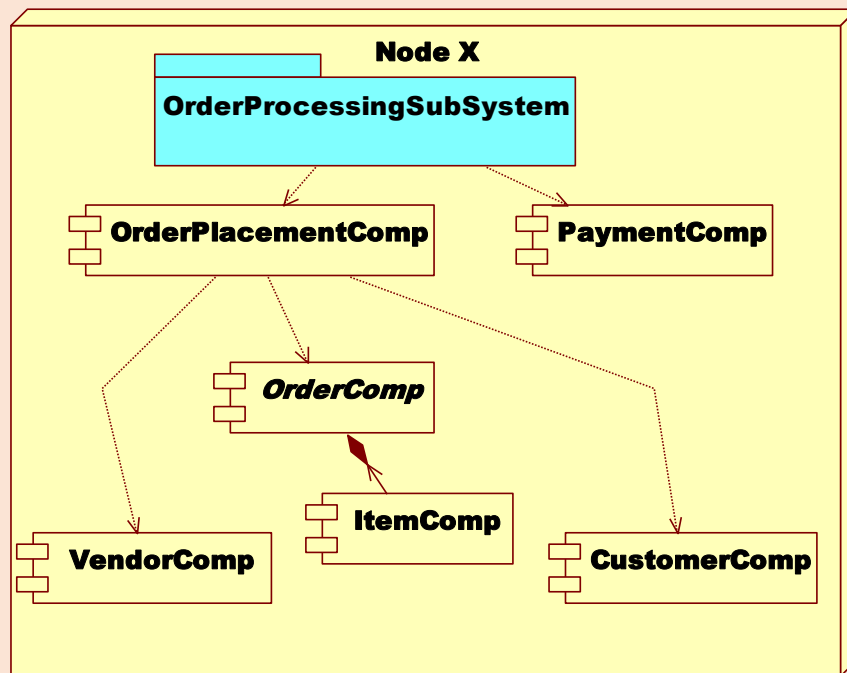 Node X
OrderProcessingSubSystem
OrderPlacementComp
PaymentComp
OrderComp
ItemComp
VendorComp
CustomerComp